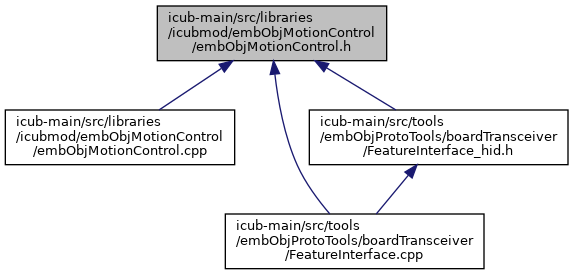 icub-main/src/libraries
/icubmod/embObjMotionControl
/embObjMotionControl.h
icub-main/src/libraries
/icubmod/embObjMotionControl
/embObjMotionControl.cpp
icub-main/src/tools
/embObjProtoTools/boardTransceiver
/FeatureInterface_hid.h
icub-main/src/tools
/embObjProtoTools/boardTransceiver
/FeatureInterface.cpp